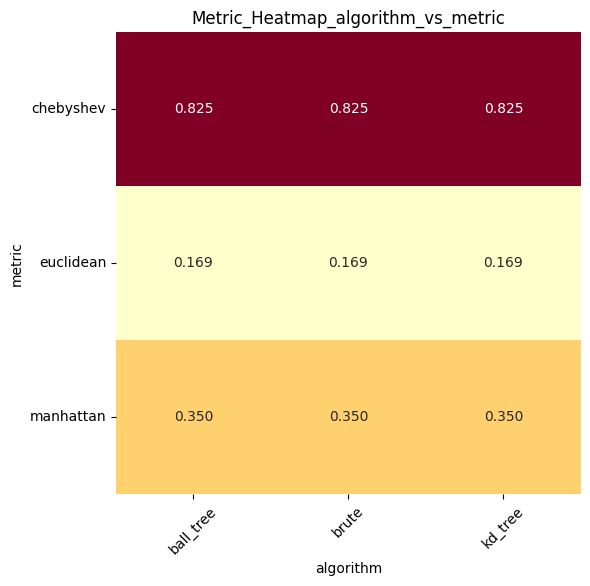 Metric_Heatmap_algorithm_vs_metric
chebyshev 0.825 0.825 0.825
euclidean 0.169 0.169 0.169
manhattan 0.350 0.350 0.350
metric
ball_tree brute kd_tree
algorithm